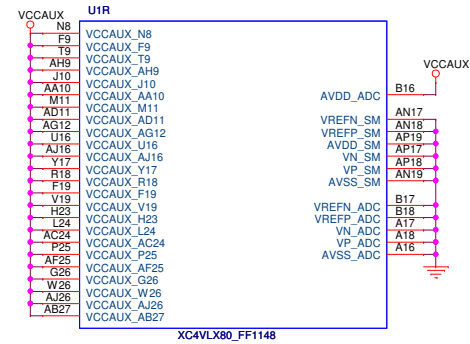 VCCAUX U1R
N8 VCCAUX_N8
F9 VCCAUX_F9
T9 VCCAUX_T9
AH9 VCCAUX_AH9
J10 VCCAUX_J10
AA10 VCCAUX_AA10
M11 VCCAUX_M11
AD11 VCCAUX_AD11
AG12 VCCAUX_AG12
U16 VCCAUX_U16
AJ16 VCCAUX_AJ16
Y17 VCCAUX_Y17
R18 VCCAUX_R18
F19 VCCAUX_F19
V19 VCCAUX_V19
H23 VCCAUX_H23
L24 VCCAUX_L24
AC24 VCCAUX_AC24
P25 VCCAUX_P25
AF25 VCCAUX_AF25
G26 VCCAUX_G26
W26 VCCAUX_W26
AJ26 VCCAUX_AJ26
AB27 VCCAUX_AB27
VCCAUX
AVDD_ADC B16
VREFN_SM AN17
VREFP_SM AN18
AVDD_SM AP19
VN_SM AP17
VP_SM AP18
AVSS_SM AN19
VREFN_ADC B17
VREFP_ADC B18
VN_ADC A17
VP_ADC A18
AVSS_ADC A16
XC4VLX80_FF1148